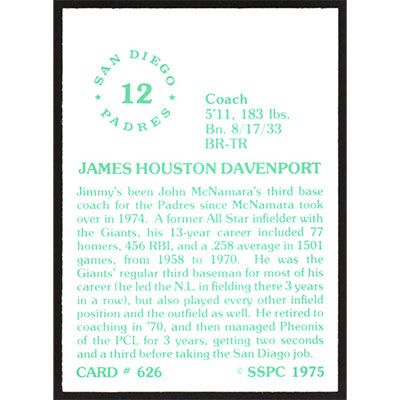 SAN DIEGO
12
PADRES
Coach
5'11, 183 lbs.
Bn. 8/17/33
BR-TR
JAMES HOUSTON DAVENPORT
Jimmy's been John McNamara's third base
coach for the Padres since McNamara took
over in 1974. A former All Star infielder with
the Giants, his 13-year career included 77
homers, 456 RBI, and a .258 average in 1501
games, from 1958 to 1970. He was the
Giants' regular third baseman for most of his
career (he led the N.L. in fielding there 3 years
in a row), but also played every other infield
position and the outfield as well. He retired to
coaching in '70, and then managed Pheonix
of the PCL for 3 years, getting two seconds
and a third before taking the San Diego job.
CARD # 626 © SSPC 1975